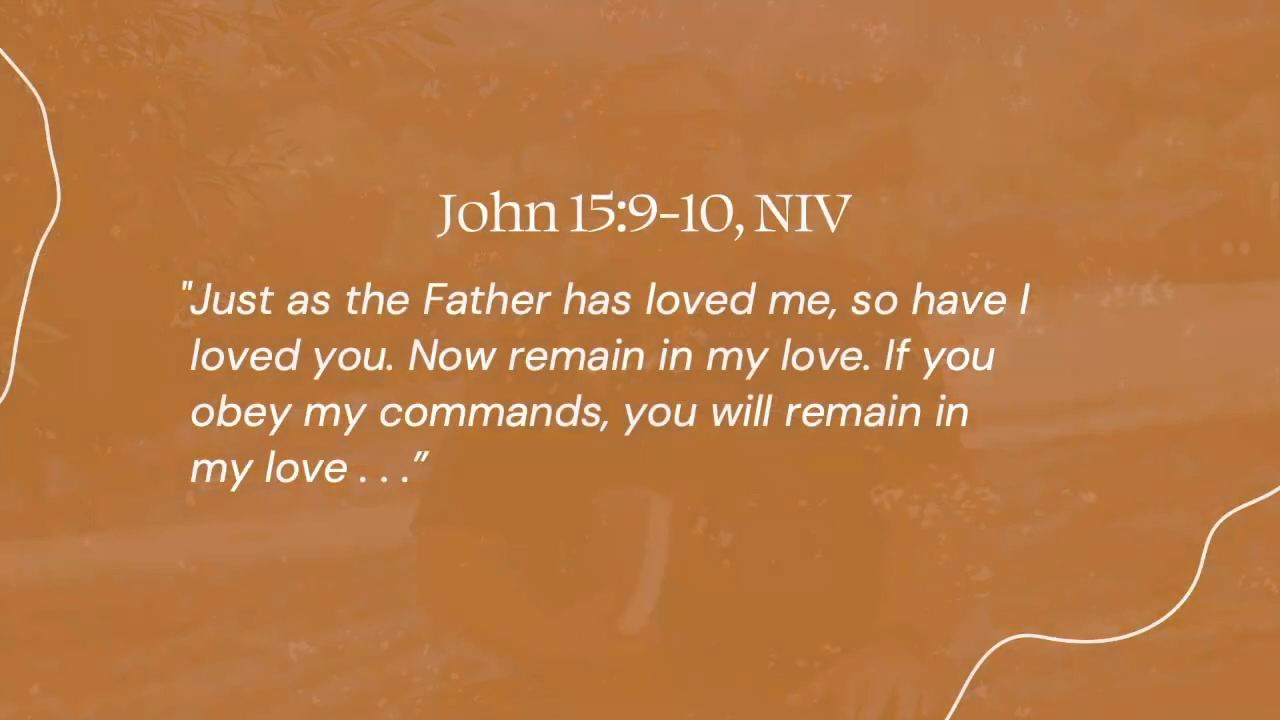 John 15:9-10, NIV
"Just as the Father has loved me, so have I
loved you. Now remain in my love. If you
obey my commands, you will remain in
my love . . .”